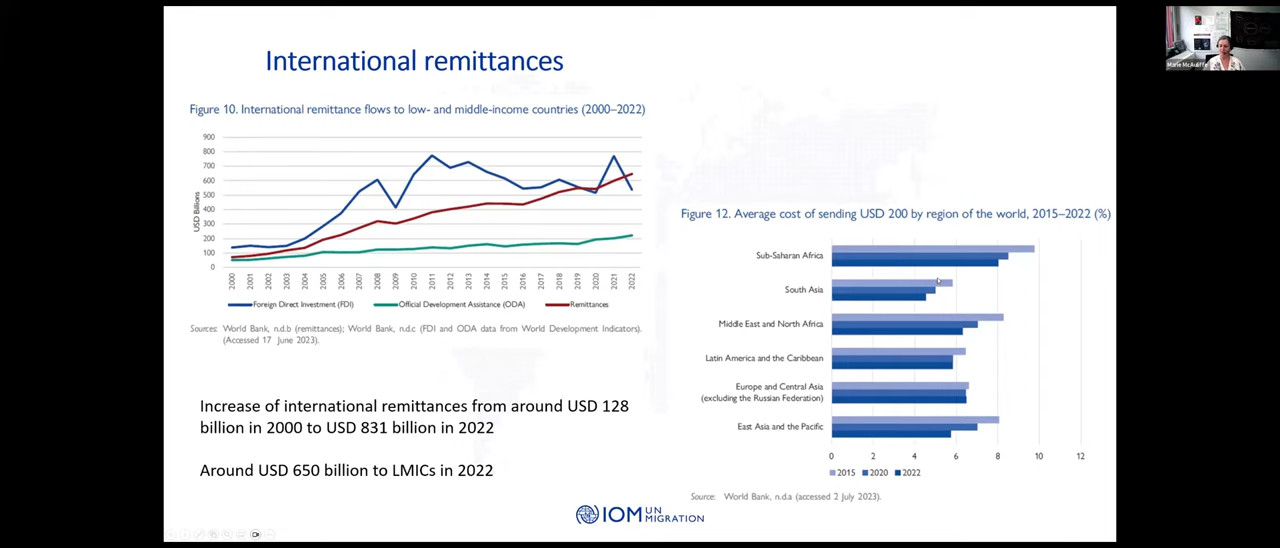 International remittances
Figure 10. International remittance flows to low- and middle-income countries (2000–2022)
900
800
700
600
500
400
300
200
100
0
USD Billions
2000 2001 2002 2003 2004 2005 2006 2007 2008 2009 2010 2011 2012 2013 2014 2015 2016 2017 2018 2019 2020 2021 2022
Foreign Direct Investment (FDI) Official Development Assistance (ODA) Remittances
Sources: World Bank, n.d.b (remittances); World Bank, n.d.c (FDI and ODA data from World Development Indicators).
(Accessed 17 June 2023).
Increase of international remittances from around USD 128
billion in 2000 to USD 831 billion in 2022
Around USD 650 billion to LMICs in 2022
Figure 12. Average cost of sending USD 200 by region of the world, 2015–2022 (%)
Sub-Saharan Africa
South Asia
Middle East and North Africa
Latin America and the Caribbean
Europe and Central Asia
(excluding the Russian Federation)
East Asia and the Pacific
0 2 4 6 8 10 12
2015 2020 2022
Source: World Bank, n.d.a (accessed 2 July 2023).
IOM UN
MIGRATION
Marie McAuliffe